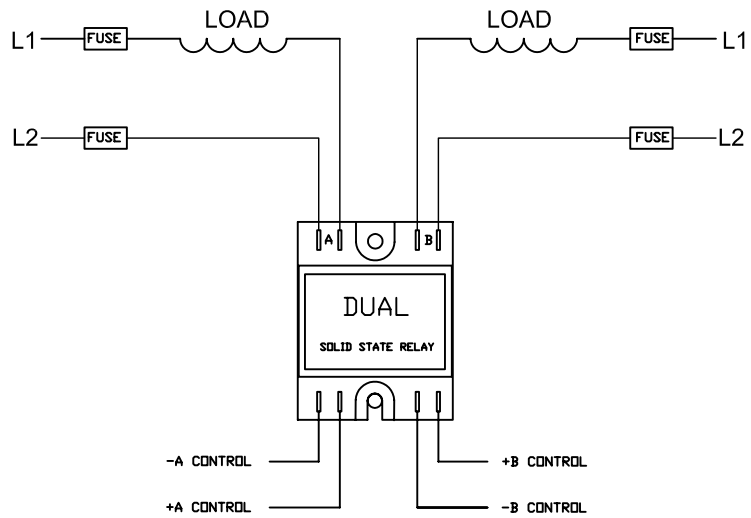 LOAD LOAD
L1 FUSE FUSE L1
L2 FUSE FUSE L2
A B
DUAL
SOLID STATE RELAY
-A CONTROL +B CONTROL
+A CONTROL -B CONTROL